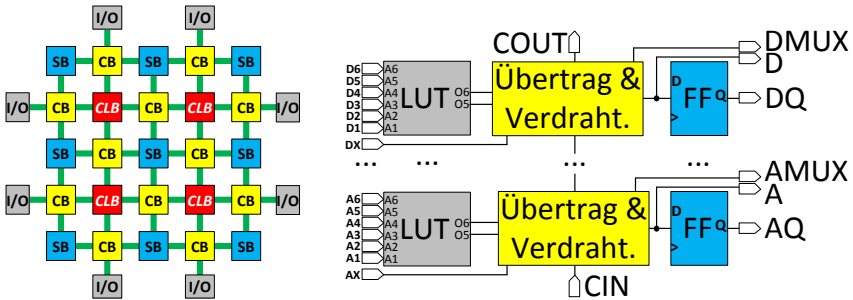 I/O I/O
SB CB SB CB SB
I/O CB CLB CB CLB CB I/O
SB CB SB CB SB
I/O CB CLB CB CLB CB I/O
SB CB SB CB SB
I/O I/O
COUT
DMUX
D
D6 A6
D5 A5
D4 A4
D3 A3
D2 A2
D1 A1
LUT
O6
O5
Übertrag &
Verdraht.
D
FF
Q
>
DQ
DX
... ... ... ...
AMUX
A
A6 A6
A5 A5
A4 A4
A3 A3
A2 A2
A1 A1
LUT
O6
O5
Übertrag &
Verdraht.
D
FF
Q
>
AQ
AX
CIN